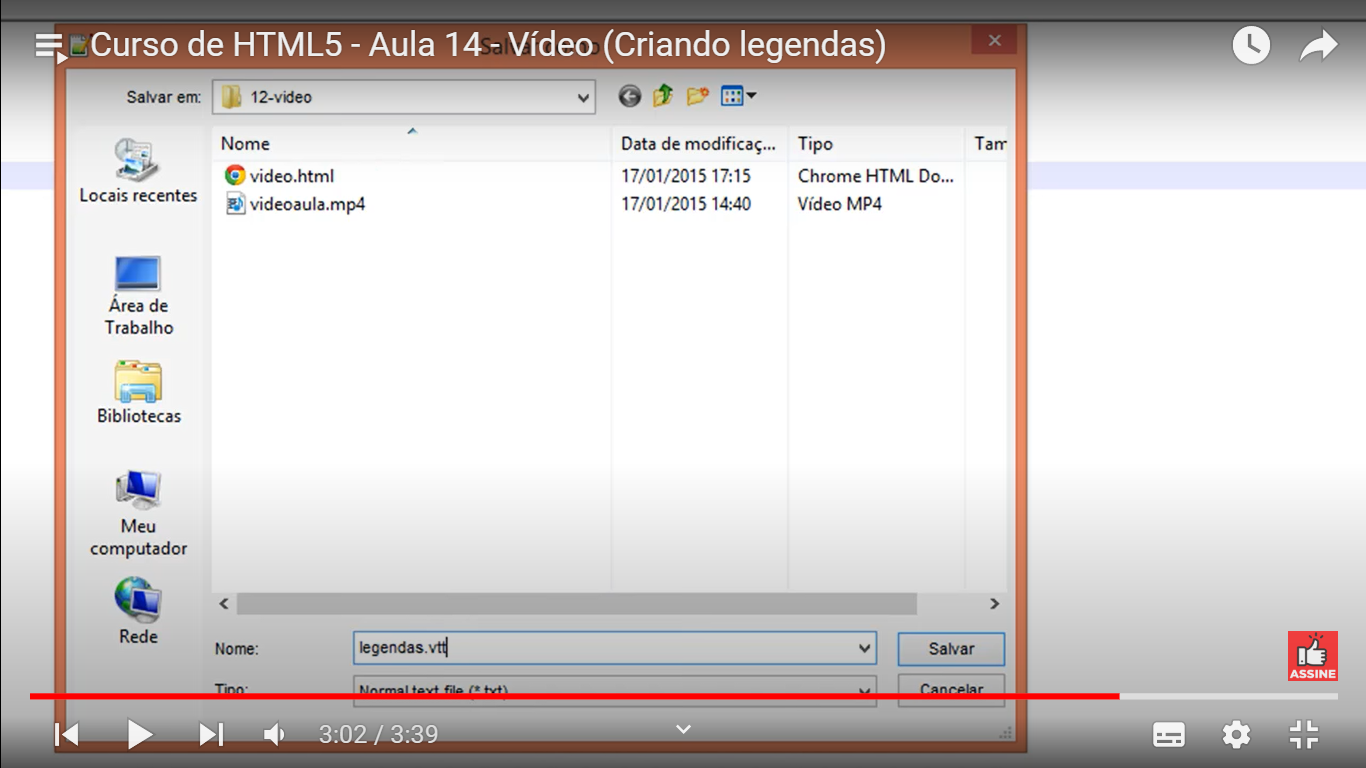 Curso de HTML5 - Aula 14 - Vídeo (Criando legendas)
Salvar em: 12-video
Nome Data de modificaç... Tipo Tam
video.html 17/01/2015 17:15 Chrome HTML Do...
videoaula.mp4 17/01/2015 14:40 Vídeo MP4
Locais recentes
Área de
Trabalho
Bibliotecas
Meu
computador
Rede
Nome: legendas.vtt Salvar
Tipo: Normal text file (*.txt) Cancelar
ASSINE
3:02 / 3:39